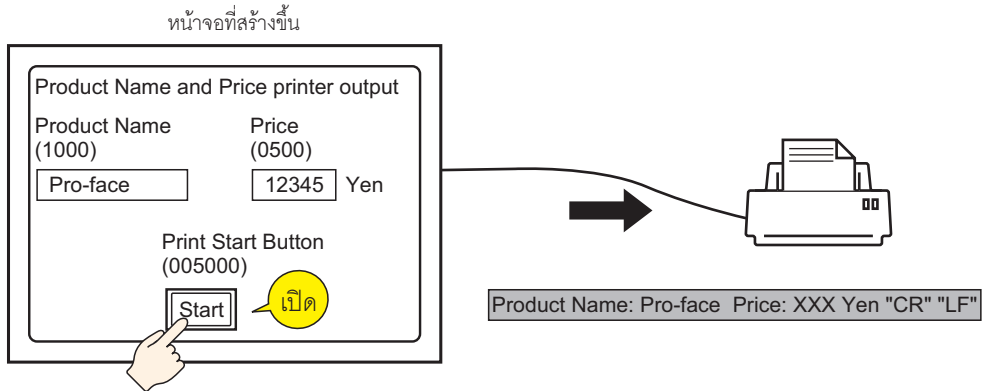 หน้าจอที่สร้างขึ้น
Product Name and Price printer output
Product Name Price
(1000) (0500)
Pro-face 12345 Yen
Print Start Button
(005000)
Start เปิด
Product Name: Pro-face Price: XXX Yen "CR" "LF"